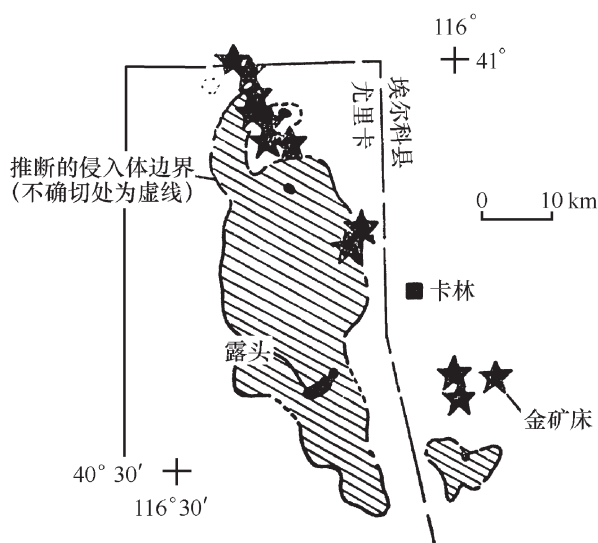 116°
41°
埃尔科县
尤里卡
推断的侵入体边界
(不确切处为虚线)
0 10 km
卡林
露头
金矿床
40° 30′
116°30′